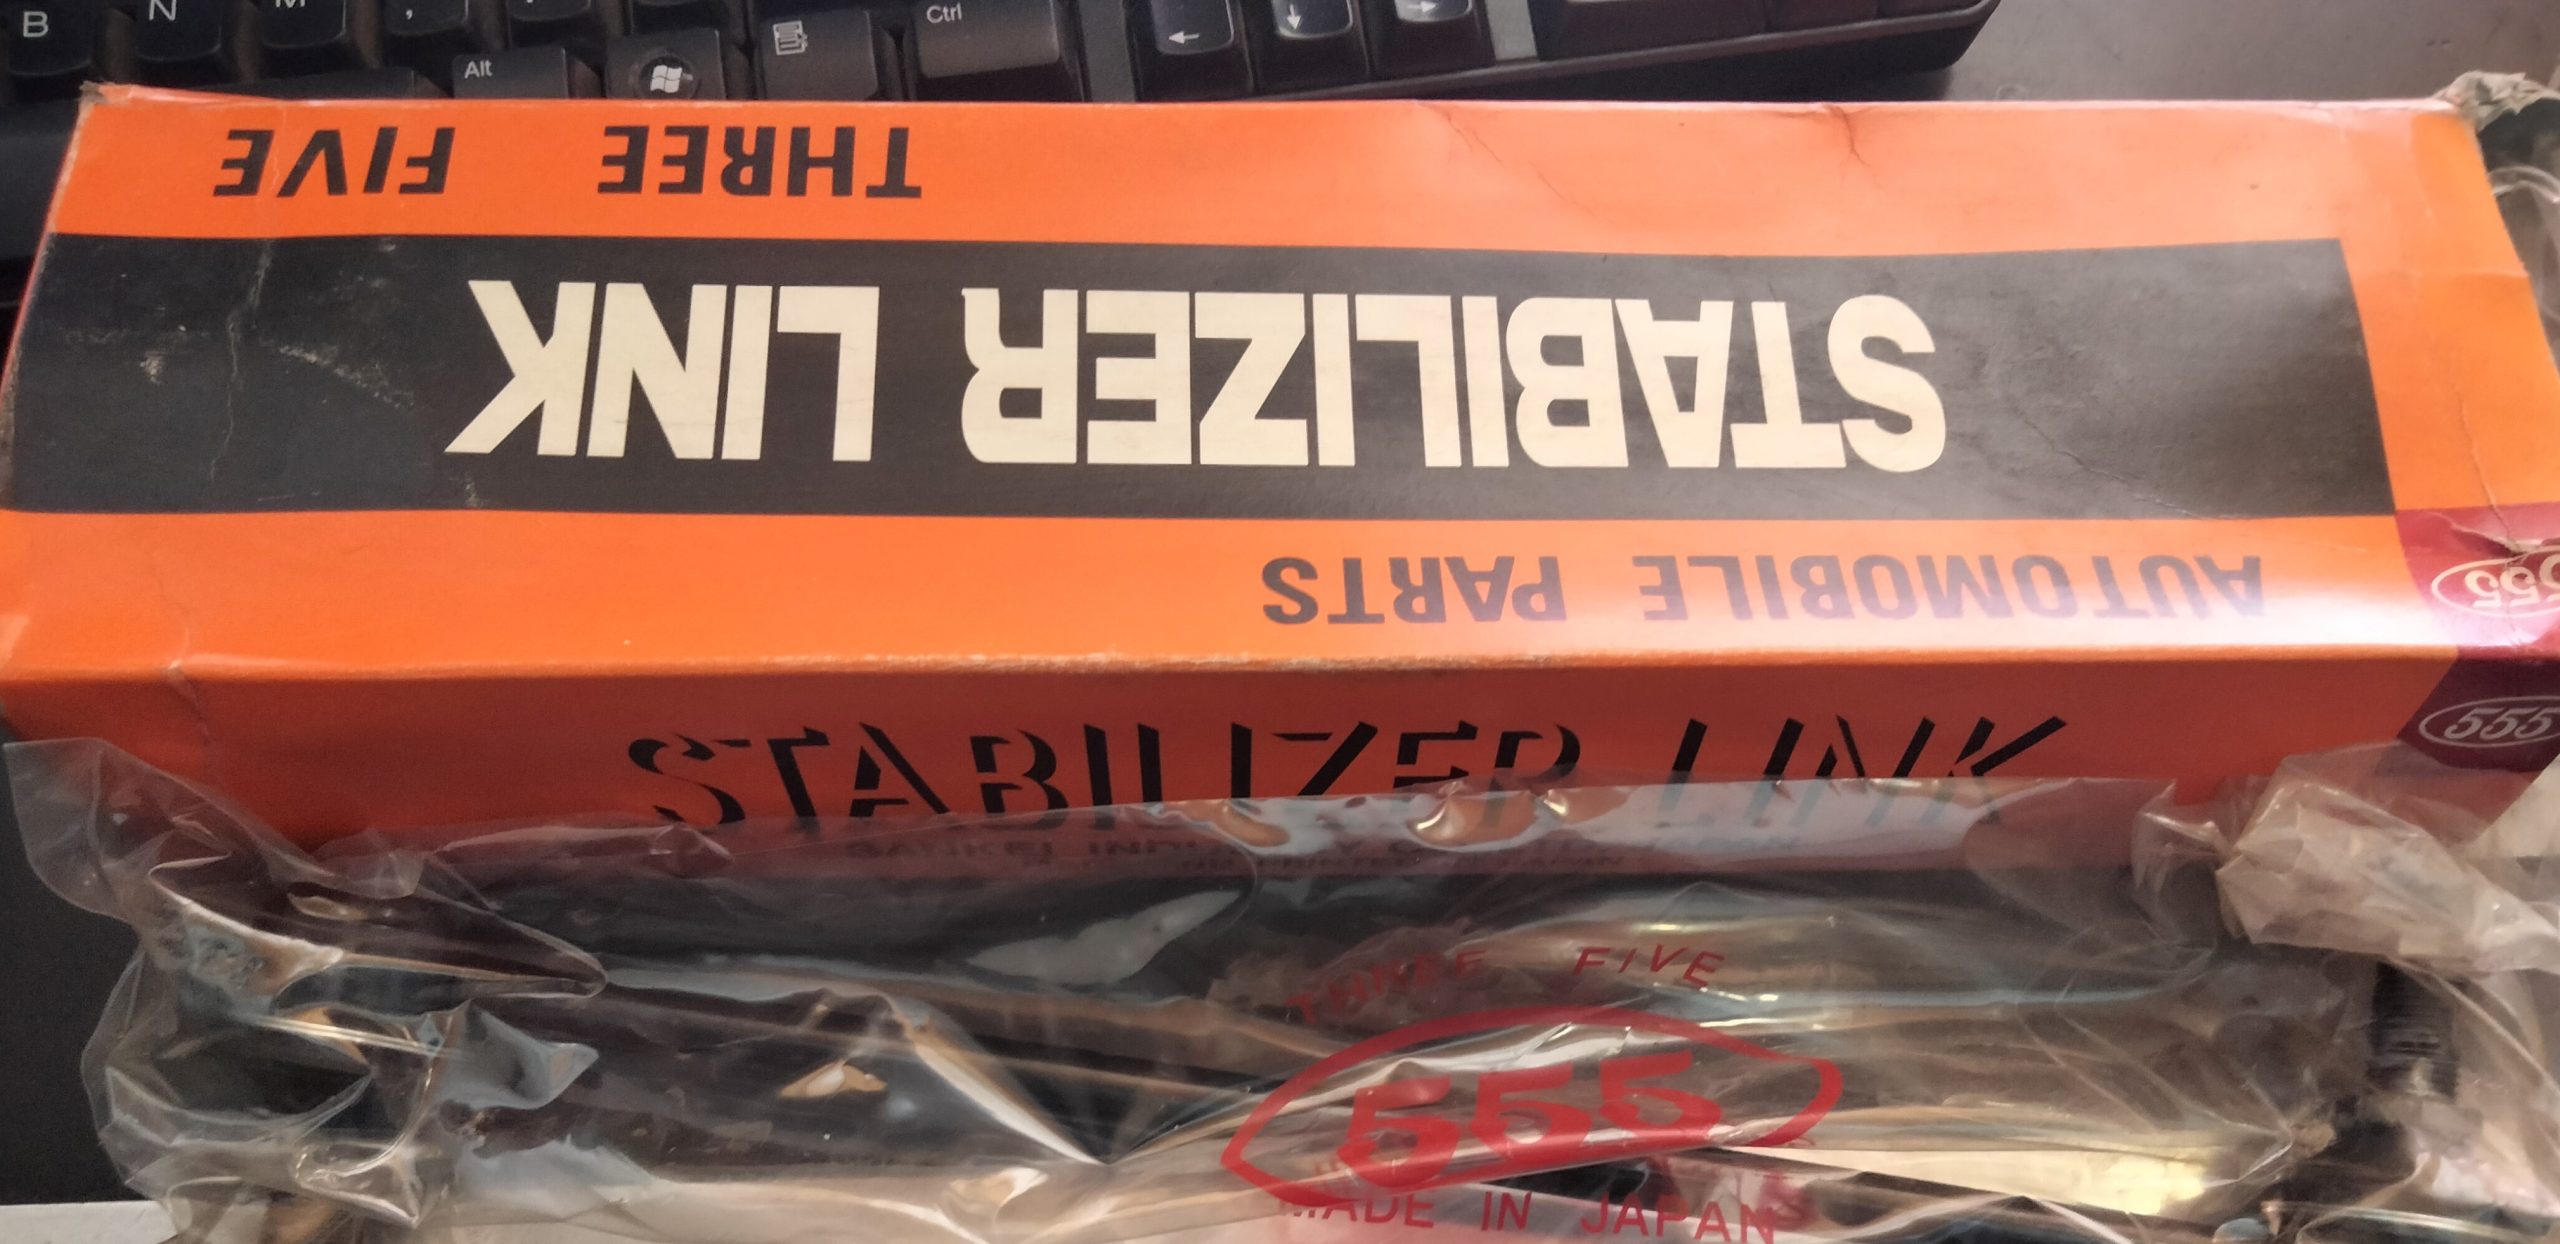 B
N
M
,
.
Alt
Ctrl
THREE FIVE
STABILIZER LINK
AUTOMOBILE PARTS
555
STABILIZER LINK
555
THREE FIVE
555
MADE IN JAPAN